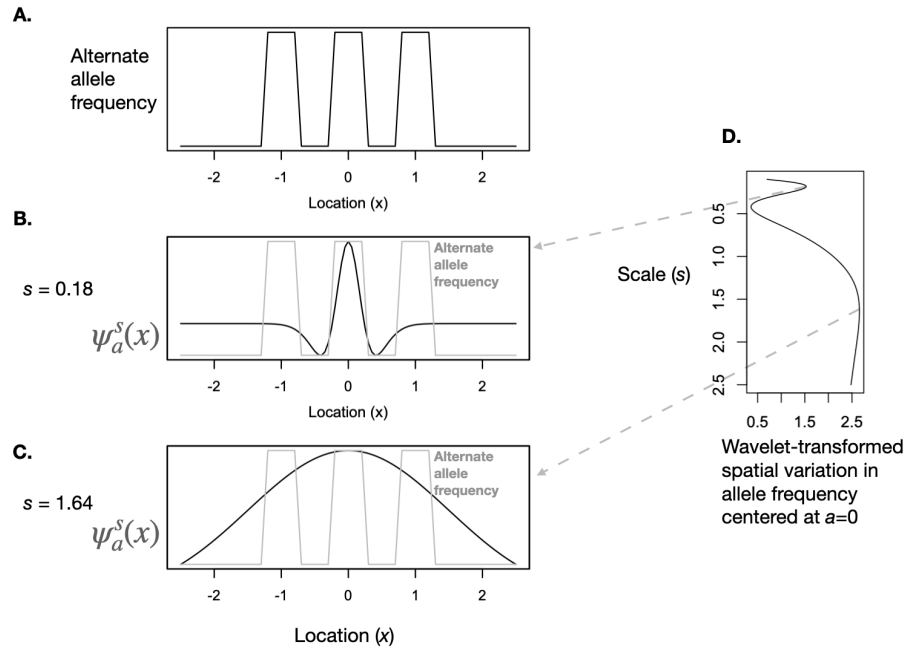 A.
Alternate
allele
frequency
-2 -1 0 1 2
Location (x)
B.
s = 0.18
ψₐˢ(x)
Alternate
allele
frequency
-2 -1 0 1 2
Location (x)
C.
s = 1.64
ψₐˢ(x)
Alternate
allele
frequency
-2 -1 0 1 2
Location (x)
D.
Scale (s)
0.5
1.0
1.5
2.0
2.5
0.5 1.5 2.5
Wavelet-transformed
spatial variation in
allele frequency
centered at a=0